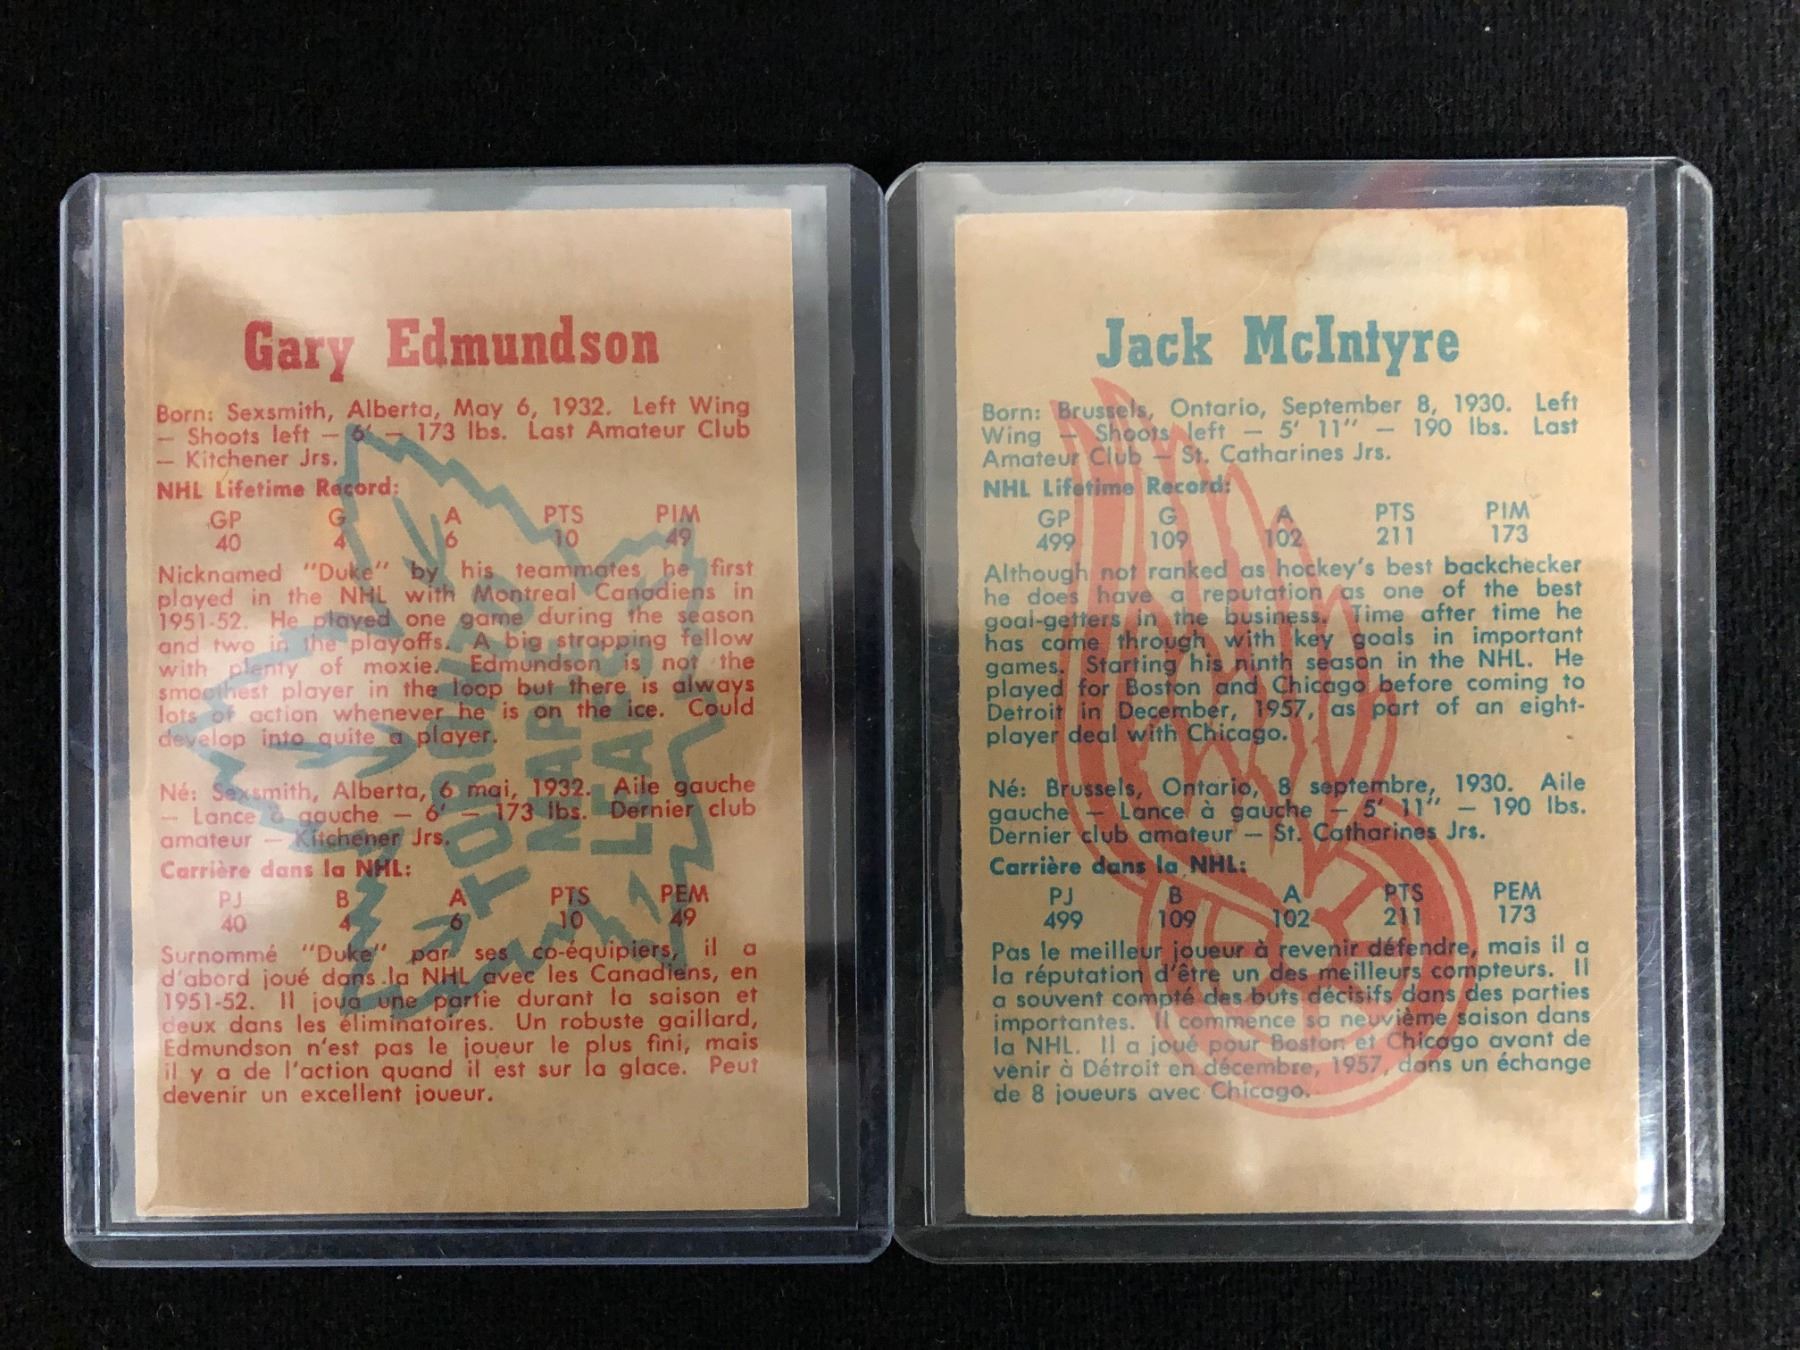 Gary Edmundson
Born: Sexsmith, Alberta, May 6, 1932. Left Wing
— Shoots left — 6' — 173 lbs. Last Amateur Club
— Kitchener Jrs.
NHL Lifetime Record:
GP G A PTS PIM
40 4 6 10 49
Nicknamed "Duke" by his teammates he first
played in the NHL with Montreal Canadiens in
1951-52. He played one game during the season
and two in the playoffs. A big strapping fellow
with plenty of moxie. Edmundson is not the
smoothest player in the loop but there is always
lots of action whenever he is on the ice. Could
develop into quite a player.
Né: Sexsmith, Alberta, 6 mai, 1932. Aile gauche
— Lance à gauche — 6' — 173 lbs. Dernier club
amateur — Kitchener Jrs.
Carrière dans la NHL:
PJ B A PTS PEM
40 4 6 10 49
Surnommé "Duke" par ses co-équipiers, il a
d'abord joué dans la NHL avec les Canadiens, en
1951-52. Il joua une partie durant la saison et
deux dans les éliminatoires. Un robuste gaillard,
Edmundson n'est pas le joueur le plus fini, mais
il y a de l'action quand il est sur la glace. Peut
devenir un excellent joueur.
TORONTO
MAPLE
LEAFS
Jack McIntyre
Born: Brussels, Ontario, September 8, 1930. Left
Wing — Shoots left — 5' 11" — 190 lbs. Last
Amateur Club — St. Catharines Jrs.
NHL Lifetime Record:
GP G A PTS PIM
499 109 102 211 173
Although not ranked as hockey's best backchecker
he does have a reputation as one of the best
goal-getters in the business. Time after time he
has come through with key goals in important
games. Starting his ninth season in the NHL. He
played for Boston and Chicago before coming to
Detroit in December, 1957, as part of an eight-
player deal with Chicago.
Né: Brussels, Ontario, 8 septembre, 1930. Aile
gauche — Lance à gauche — 5' 11" — 190 lbs.
Dernier club amateur — St. Catharines Jrs.
Carrière dans la NHL:
PJ B A PTS PEM
499 109 102 211 173
Pas le meilleur joueur à revenir défendre, mais il a
la réputation d'être un des meilleurs compteurs. Il
a souvent compté des buts décisifs dans des parties
importantes. Il commence sa neuvième saison dans
la NHL. Il a joué pour Boston et Chicago avant de
venir à Détroit en décembre, 1957, dans un échange
de 8 joueurs avec Chicago.